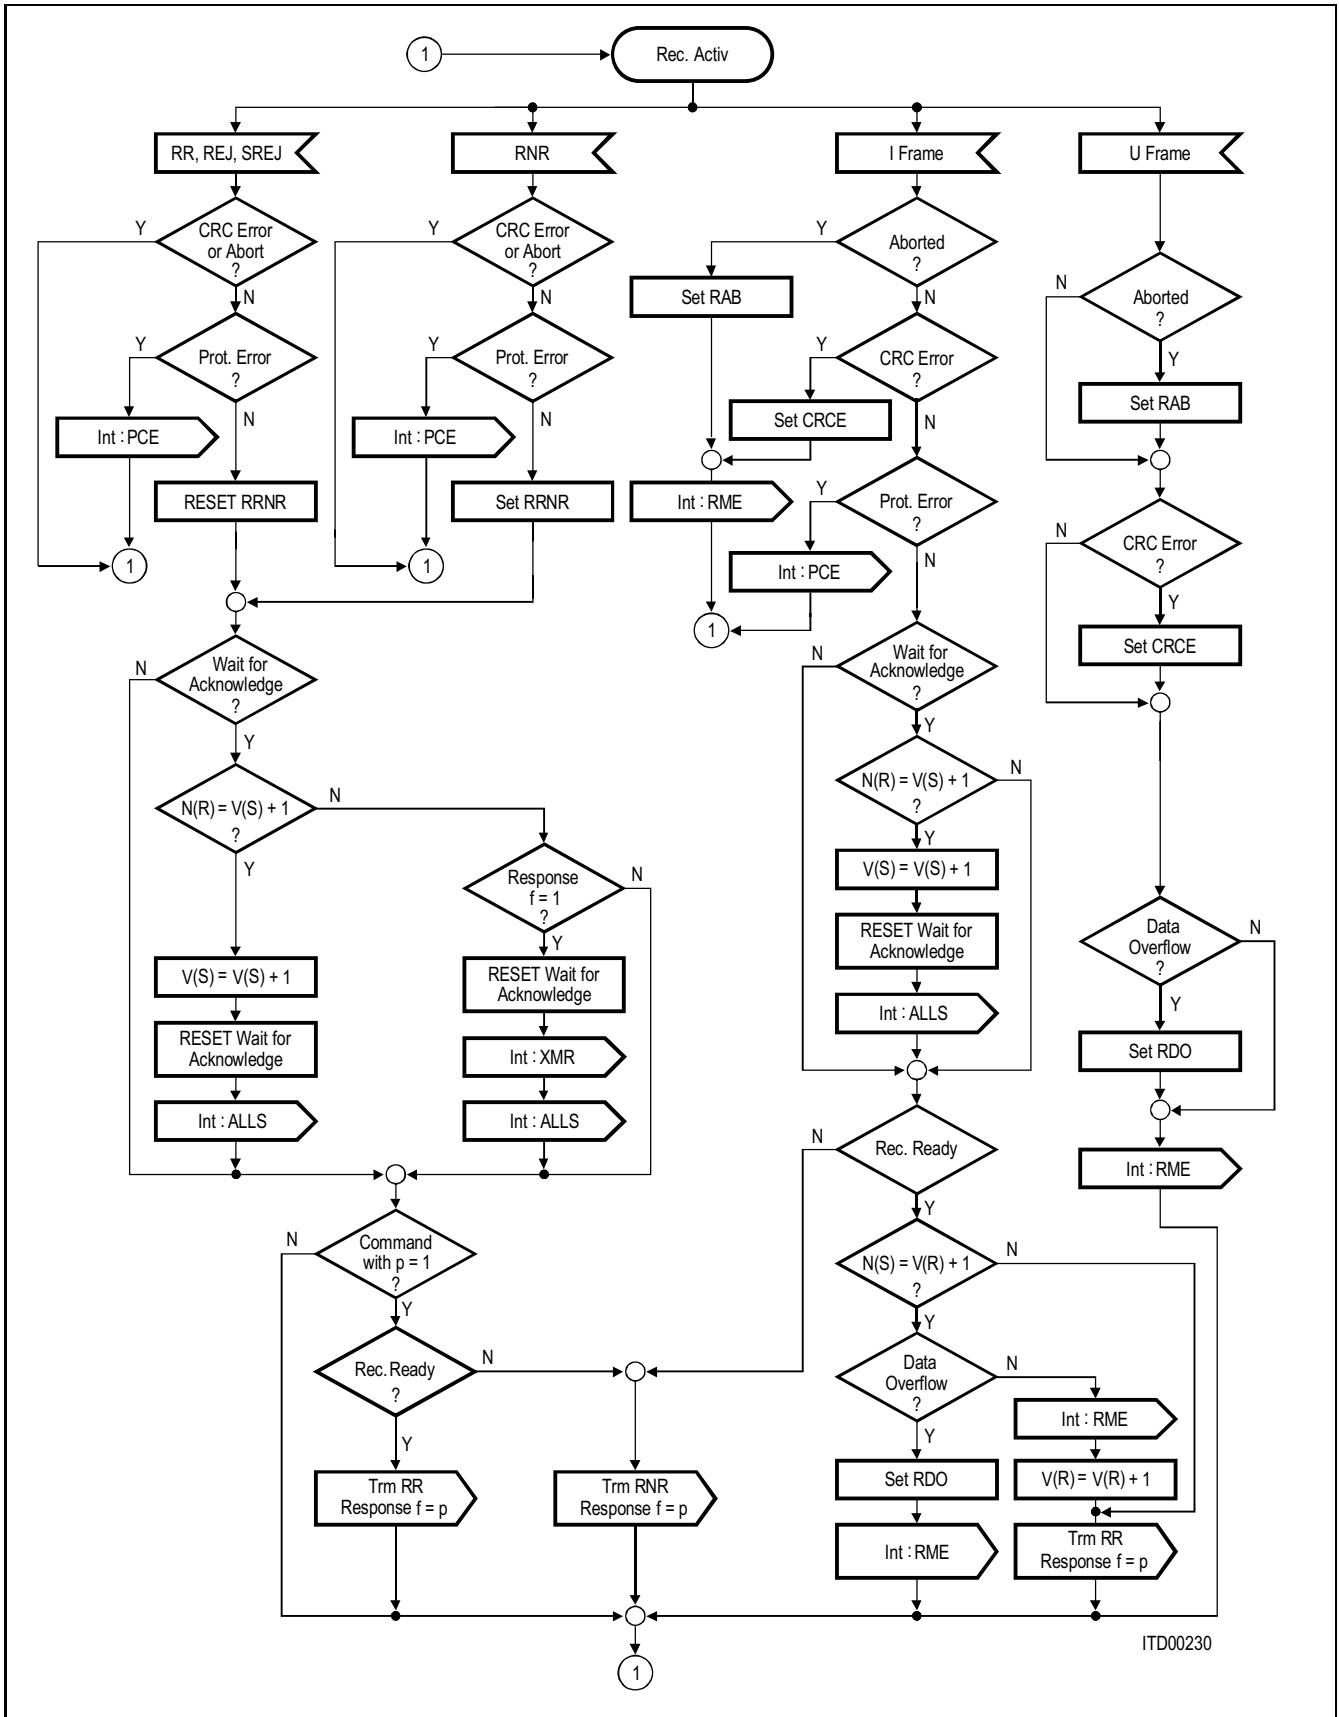 1
Rec. Activ
RR, REJ, SREJ
RNR
I Frame
U Frame
Y
CRC Error
or Abort
?
N
Y
CRC Error
or Abort
?
N
Y
Aborted
?
N
Set RAB
N
Aborted
?
Y
Set RAB
Y
Prot. Error
?
N
Int : PCE
RESET RRNR
1
Y
Prot. Error
?
N
Int : PCE
Set RRNR
1
Y
CRC Error
?
N
Set CRCE
Int : RME
Y
Prot. Error
?
N
Int : PCE
1
N
CRC Error
?
Y
Set CRCE
N
Wait for
Acknowledge
?
Y
N(R) = V(S) + 1
?
N
Y
Response
f = 1
?
N
Y
V(S) = V(S) + 1
RESET Wait for
Acknowledge
Int : ALLS
RESET Wait for
Acknowledge
Int : XMR
Int : ALLS
N
Wait for
Acknowledge
?
Y
N(R) = V(S) + 1
?
N
Y
V(S) = V(S) + 1
RESET Wait for
Acknowledge
Int : ALLS
Data
Overflow
?
N
Y
Set RDO
Int : RME
N
Command
with p = 1
?
Y
Rec. Ready
?
N
Y
Trm RR
Response f = p
Trm RNR
Response f = p
N
Rec. Ready
Y
N(S) = V(R) + 1
?
N
Y
Data
Overflow
?
N
Y
Set RDO
Int : RME
Int : RME
V(R) = V(R) + 1
Trm RR
Response f = p
1
ITD00230